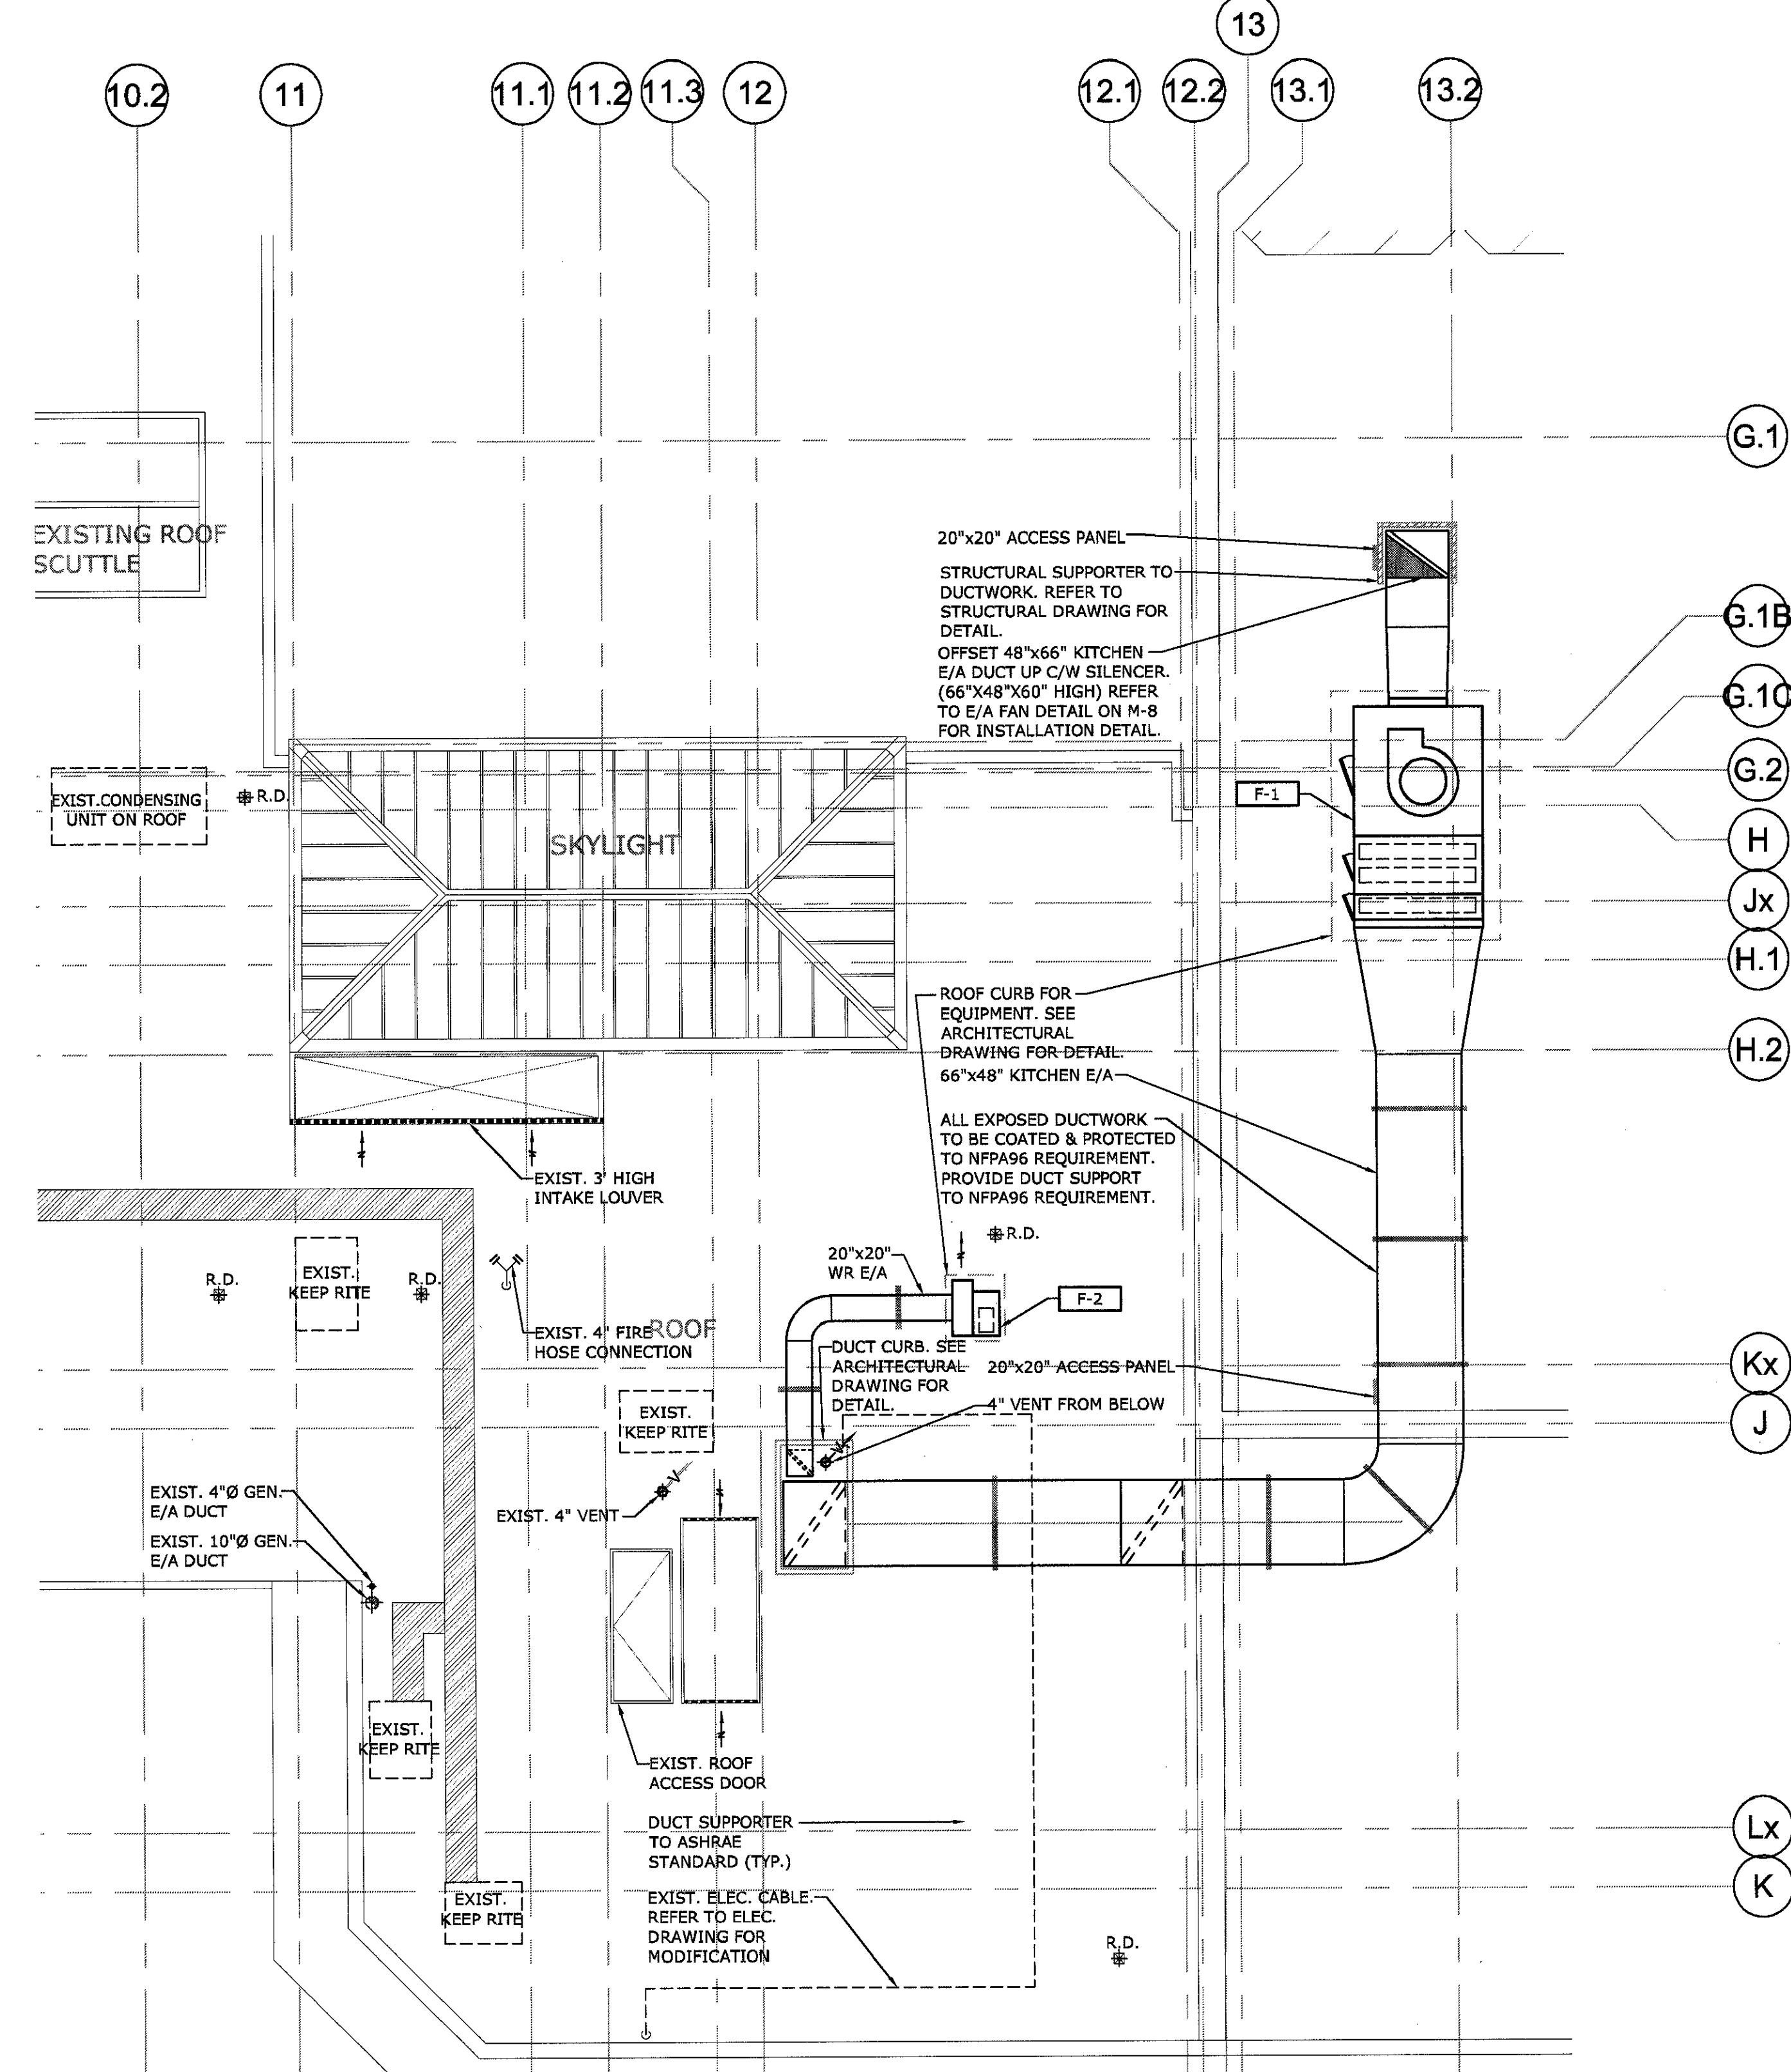 13
10.2
11
11.1
11.2
11.3
12
12.1
12.2
13.1
13.2
G.1
EXISTING ROOF
SCUTTLE
20"x20" ACCESS PANEL
STRUCTURAL SUPPORTER TO
DUCTWORK. REFER TO
STRUCTURAL DRAWING FOR
DETAIL.
OFFSET 48"x66" KITCHEN
E/A DUCT UP C/W SILENCER.
(66"X48"X60" HIGH) REFER
TO E/A FAN DETAIL ON M-8
FOR INSTALLATION DETAIL.
G.1B
G.1C
G.2
EXIST.CONDENSING
UNIT ON ROOF
R.D.
SKYLIGHT
F-1
H
Jx
H.1
H.2
ROOF CURB FOR
EQUIPMENT. SEE
ARCHITECTURAL
DRAWING FOR DETAIL.
66"x48" KITCHEN E/A
ALL EXPOSED DUCTWORK
TO BE COATED & PROTECTED
TO NFPA96 REQUIREMENT.
PROVIDE DUCT SUPPORT
TO NFPA96 REQUIREMENT.
EXIST. 3' HIGH
INTAKE LOUVER
R.D.
20"x20"
WR E/A
F-2
R.D.
EXIST.
KEEP RITE
R.D.
EXIST. 4" FIRE
HOSE CONNECTION
ROOF
DUCT CURB. SEE
ARCHITECTURAL
DRAWING FOR
DETAIL.
20"x20" ACCESS PANEL
4" VENT FROM BELOW
Kx
J
EXIST.
KEEP RITE
V
V
EXIST. 4" VENT
EXIST. 4"Ø GEN.
E/A DUCT
EXIST. 10"Ø GEN.
E/A DUCT
EXIST.
KEEP RITE
EXIST. ROOF
ACCESS DOOR
DUCT SUPPORTER
TO ASHRAE
STANDARD (TYP.)
Lx
K
EXIST.
KEEP RITE
EXIST. ELEC. CABLE.
REFER TO ELEC.
DRAWING FOR
MODIFICATION
R.D.